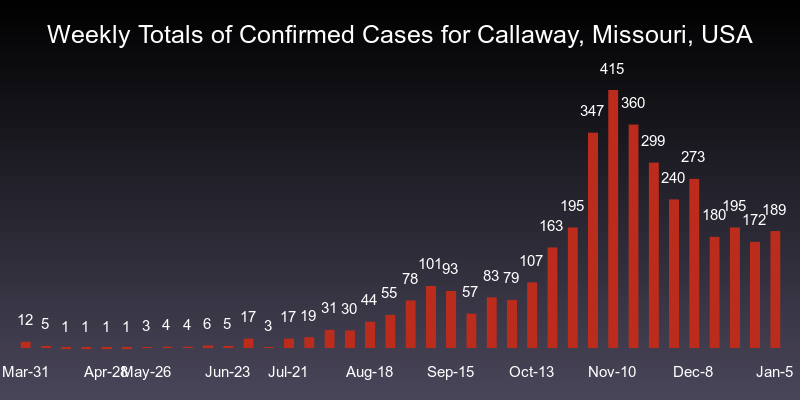 Weekly Totals of Confirmed Cases for Callaway, Missouri, USA
12 5 1 1 1 1 3 4 4 6 5 17 3 17 19 31 30 44 55 78 101 93 57 83 79 107 163 195 347 415 360 299 240 273 180 195 172 189
Mar-31 Apr-28 May-26 Jun-23 Jul-21 Aug-18 Sep-15 Oct-13 Nov-10 Dec-8 Jan-5